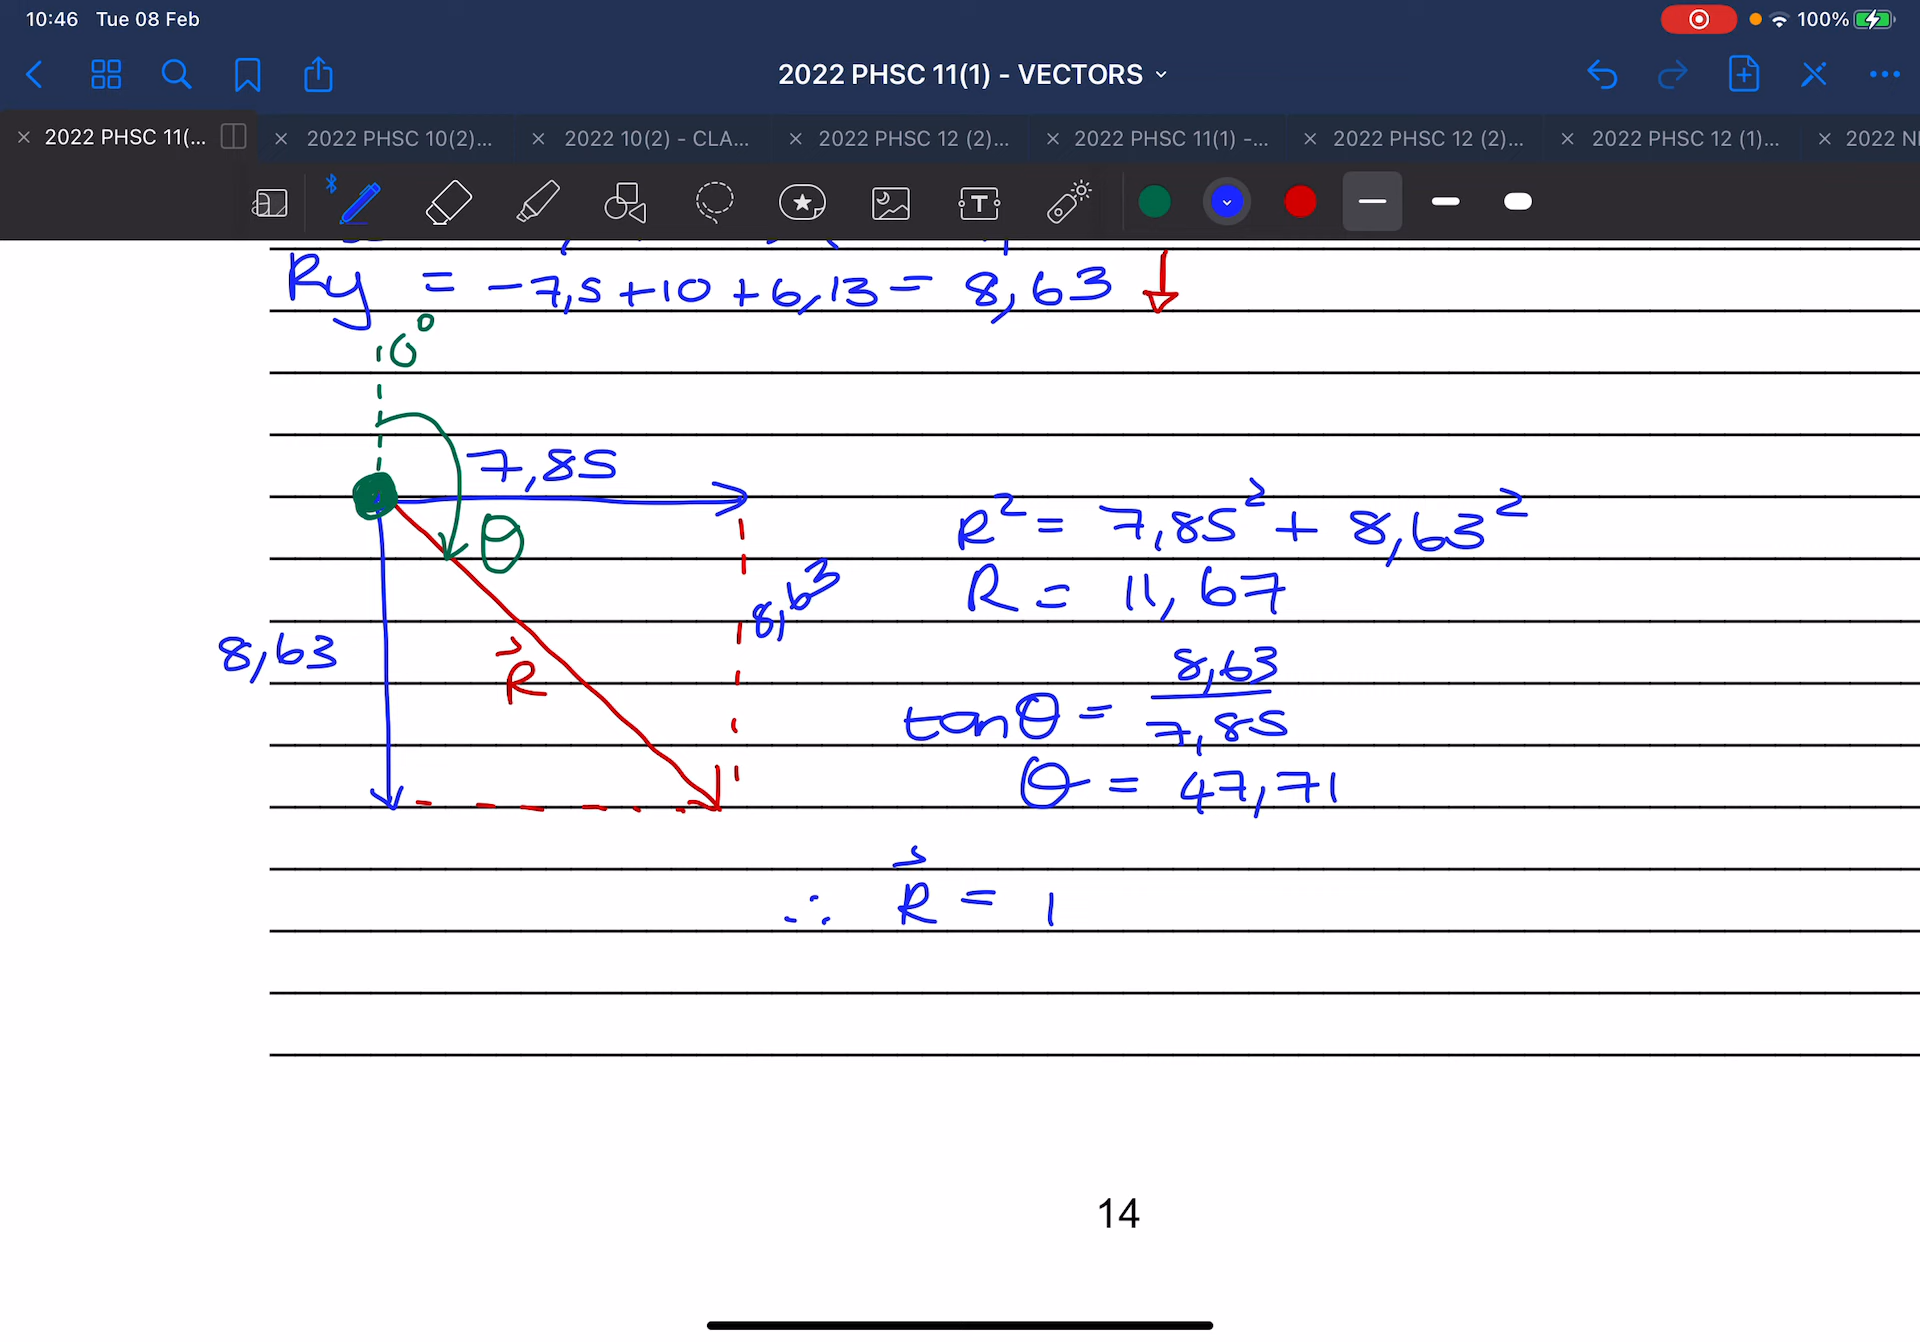 10:46 Tue 08 Feb 100%
2022 PHSC 11(1) - VECTORS
2022 PHSC 11(... 2022 PHSC 10(2)... 2022 10(2) - CLA... 2022 PHSC 12 (2)... 2022 PHSC 11(1) -... 2022 PHSC 12 (2)... 2022 PHSC 12 (1)... 2022 N
T
Ry = -7,5 + 10 + 6,13 = 8,63 ↓
0°
7,85
θ
R² = 7,85² + 8,63²
R = 11,67
8,63
8,63
R⃗
tanθ = 8,63/7,85
θ = 47,71
∴ R⃗ = 1
14